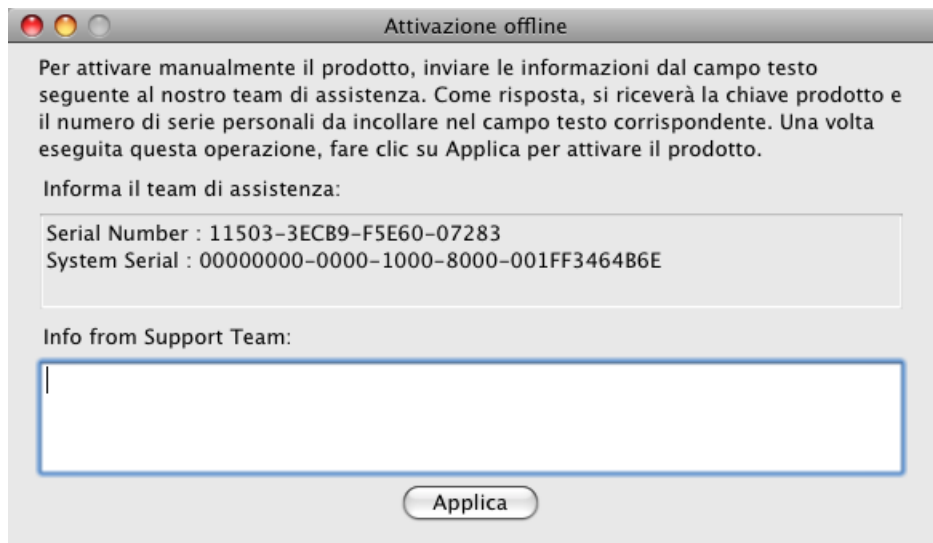 Attivazione offline
Per attivare manualmente il prodotto, inviare le informazioni dal campo testo
seguente al nostro team di assistenza. Come risposta, si riceverà la chiave prodotto e
il numero di serie personali da incollare nel campo testo corrispondente. Una volta
eseguita questa operazione, fare clic su Applica per attivare il prodotto.
Informa il team di assistenza:
Serial Number : 11503-3ECB9-F5E60-07283
System Serial : 00000000-0000-1000-8000-001FF3464B6E
Info from Support Team:
Applica